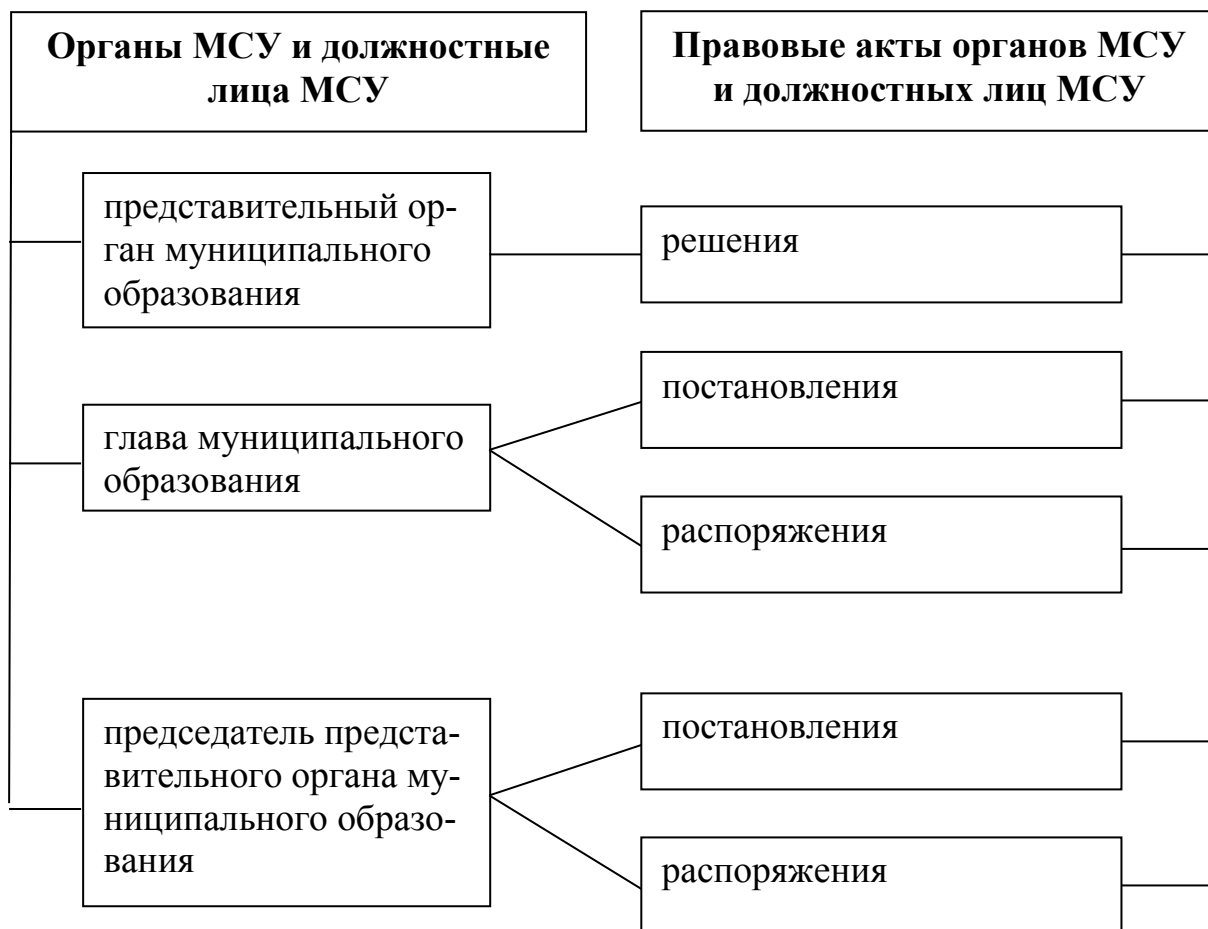 Органы МСУ и должностные
лица МСУ
Правовые акты органов МСУ
и должностных лиц МСУ
представительный ор-
ган муниципального
образования
решения
глава муниципального
образования
постановления
распоряжения
председатель предста-
вительного органа му-
ниципального образо-
вания
постановления
распоряжения